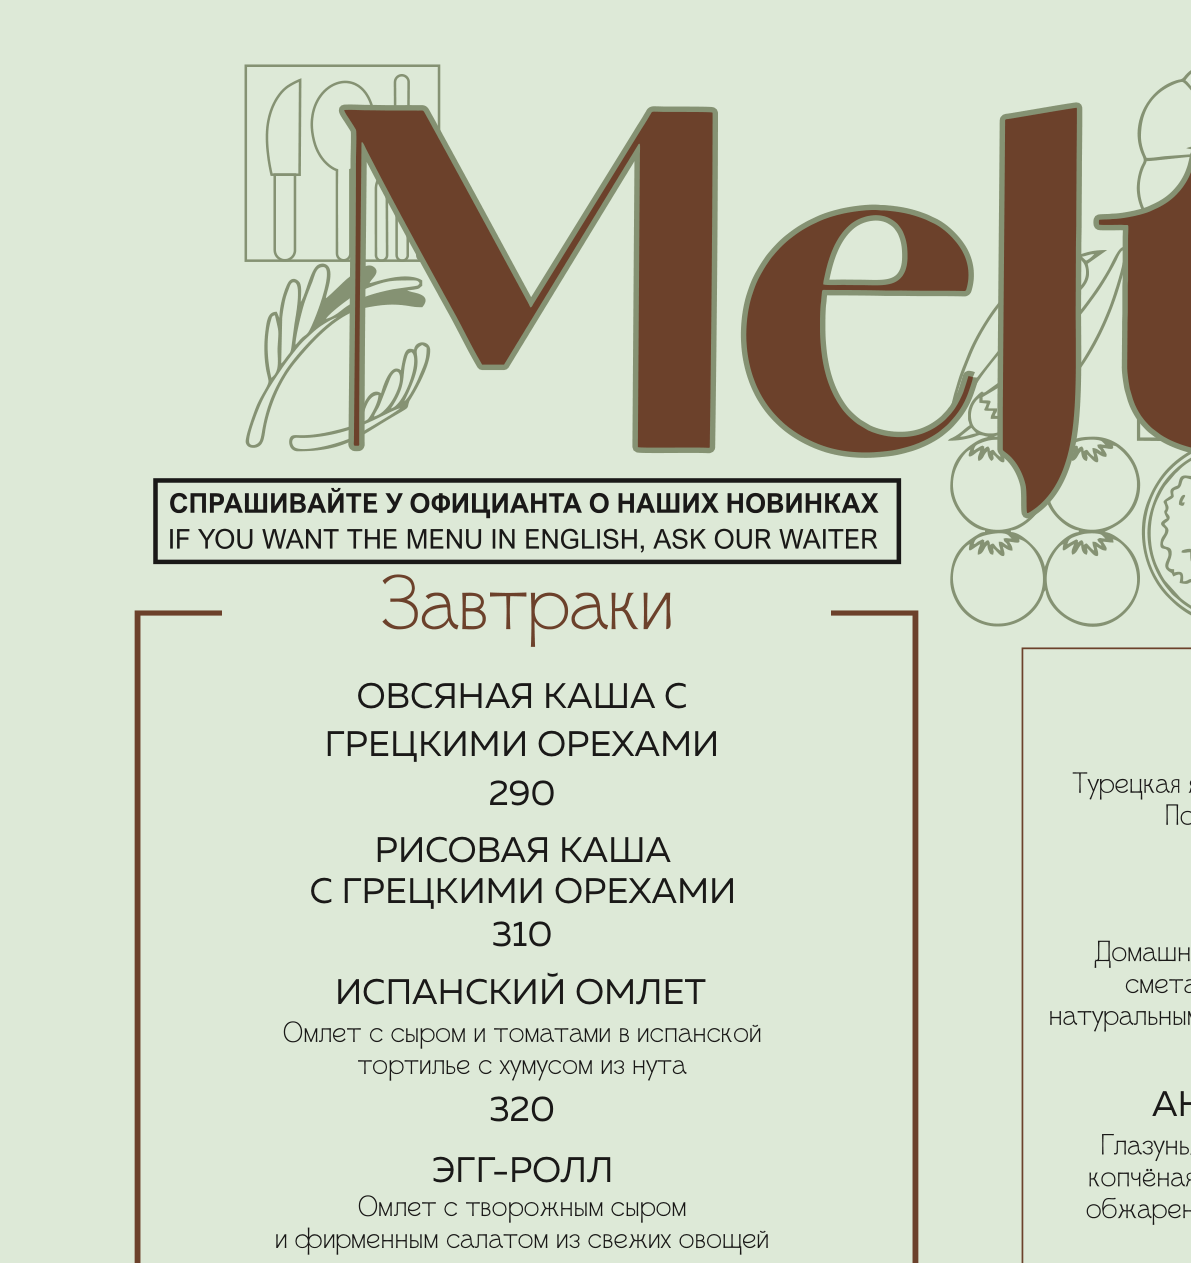 Melt
СПРАШИВАЙТЕ У ОФИЦИАНТА О НАШИХ НОВИНКАХ
IF YOU WANT THE MENU IN ENGLISH, ASK OUR WAITER
Завтраки
ОВСЯНАЯ КАША С
ГРЕЦКИМИ ОРЕХАМИ
290
РИСОВАЯ КАША
С ГРЕЦКИМИ ОРЕХАМИ
310
ИСПАНСКИЙ ОМЛЕТ
Омлет с сыром и томатами в испанской
тортилье с хумусом из нута
320
ЭГГ-РОЛЛ
Омлет с творожным сыром
и фирменным салатом из свежих овощей
Турецкая